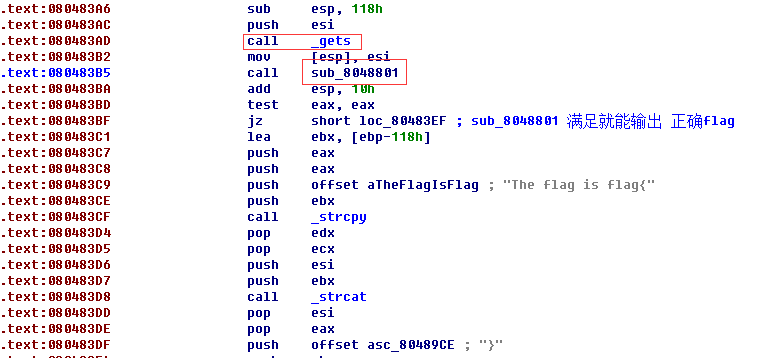 .text:080483A6 sub esp, 118h
.text:080483AC push esi
.text:080483AD call _gets
.text:080483B2 mov [esp], esi
.text:080483B5 call sub_8048801
.text:080483BA add esp, 10h
.text:080483BD test eax, eax
.text:080483BF jz short loc_80483EF ; sub_8048801 满足就能输出 正确flag
.text:080483C1 lea ebx, [ebp-118h]
.text:080483C7 push eax
.text:080483C8 push eax
.text:080483C9 push offset aTheFlagIsFlag ; "The flag is flag{"
.text:080483CE push ebx
.text:080483CF call _strcpy
.text:080483D4 pop edx
.text:080483D5 pop ecx
.text:080483D6 push esi
.text:080483D7 push ebx
.text:080483D8 call _strcat
.text:080483DD pop esi
.text:080483DE pop eax
.text:080483DF push offset asc_80489CE ; "}"